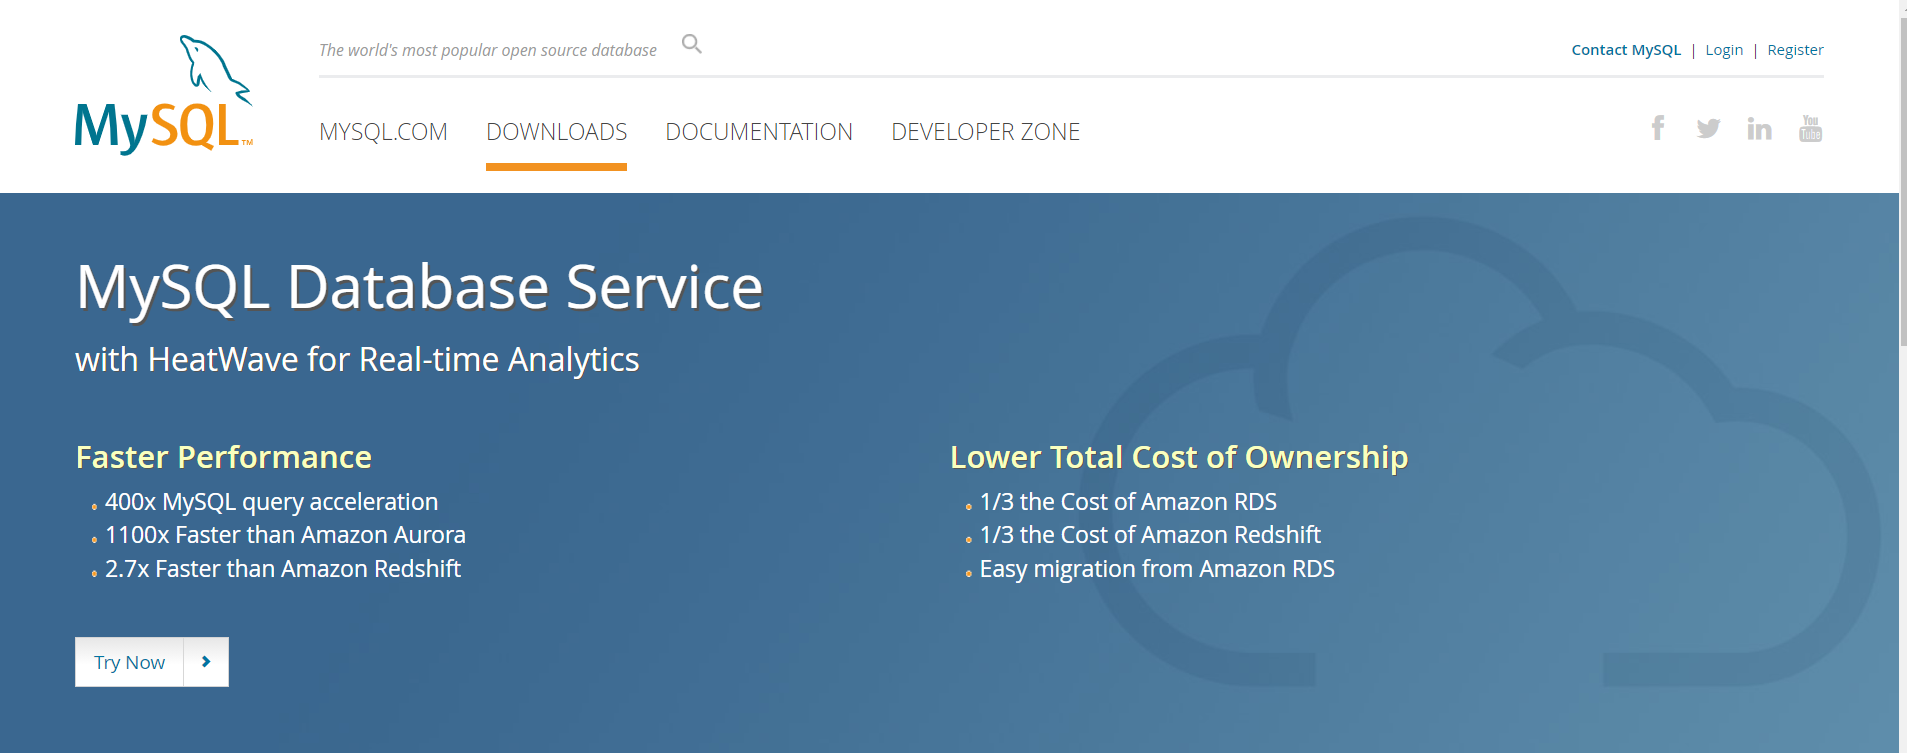 The world's most popular open source database
Contact MySQL | Login | Register
MySQL™
MYSQL.COM DOWNLOADS DOCUMENTATION DEVELOPER ZONE
You Tube
MySQL Database Service
with HeatWave for Real-time Analytics
Faster Performance
400x MySQL query acceleration
1100x Faster than Amazon Aurora
2.7x Faster than Amazon Redshift
Lower Total Cost of Ownership
1/3 the Cost of Amazon RDS
1/3 the Cost of Amazon Redshift
Easy migration from Amazon RDS
Try Now